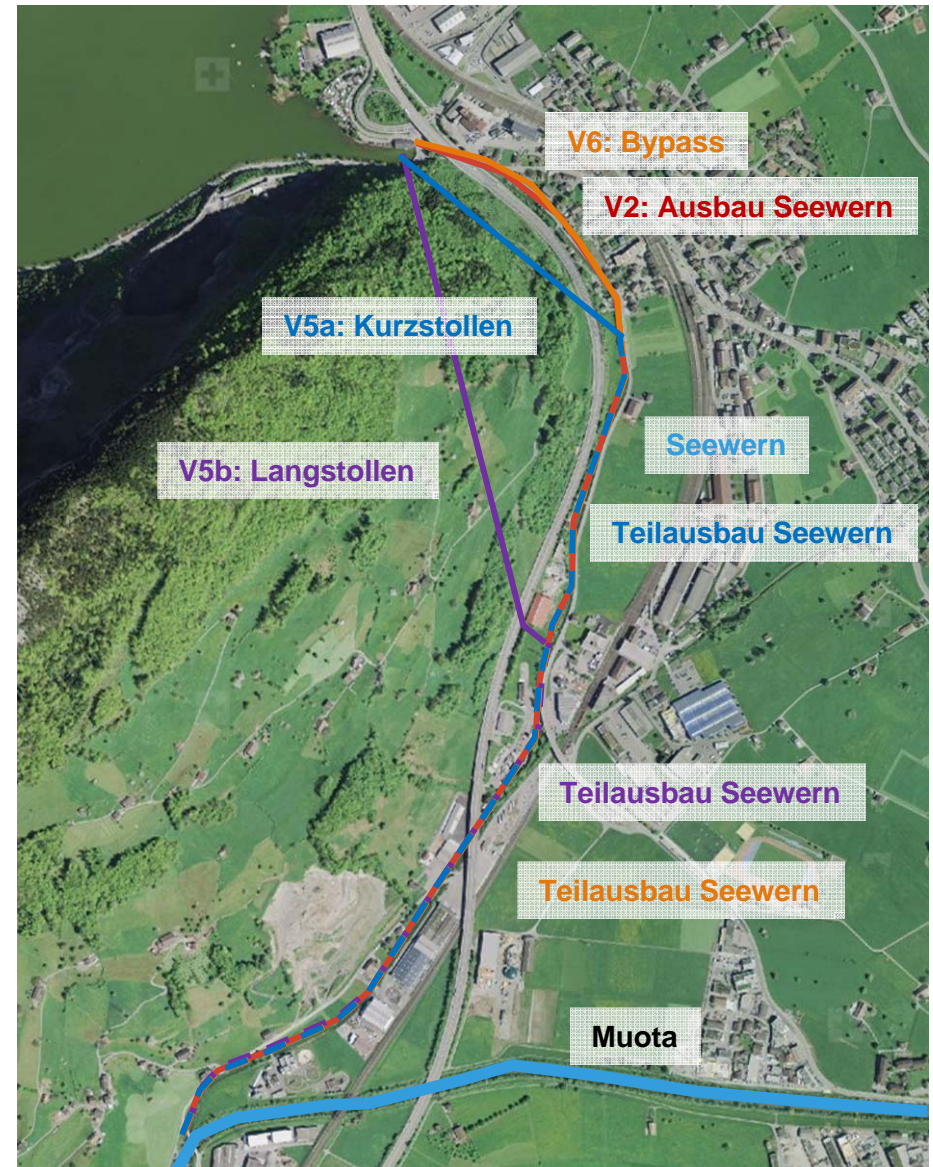 V6: Bypass
V2: Ausbau Seewern
V5a: Kurzstollen
Seewern
V5b: Langstollen
Teilausbau Seewern
Teilausbau Seewern
Teilausbau Seewern
Muota